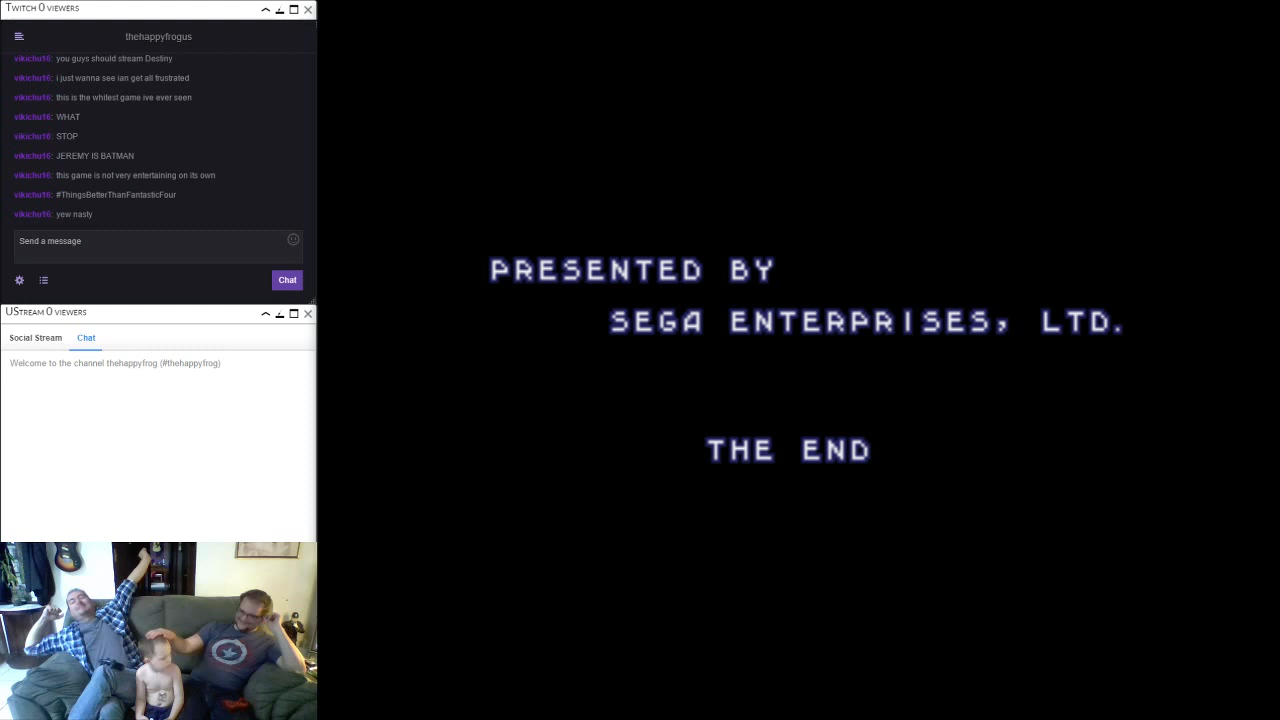 Twitch 0 viewers
thehappyfrogus
vikichu16: you guys should stream Destiny
vikichu16: i just wanna see ian get all frustrated
vikichu16: this is the whitest game ive ever seen
vikichu16: WHAT
vikichu16: STOP
vikichu16: JEREMY IS BATMAN
vikichu16: this game is not very entertaining on its own
vikichu16: #ThingsBetterThanFantasticFour
vikichu16: yew nasty
Send a message
Chat
UStream 0 viewers
Social Stream Chat
Welcome to the channel thehappyfrog (#thehappyfrog)
PRESENTED BY
SEGA ENTERPRISES, LTD.
THE END